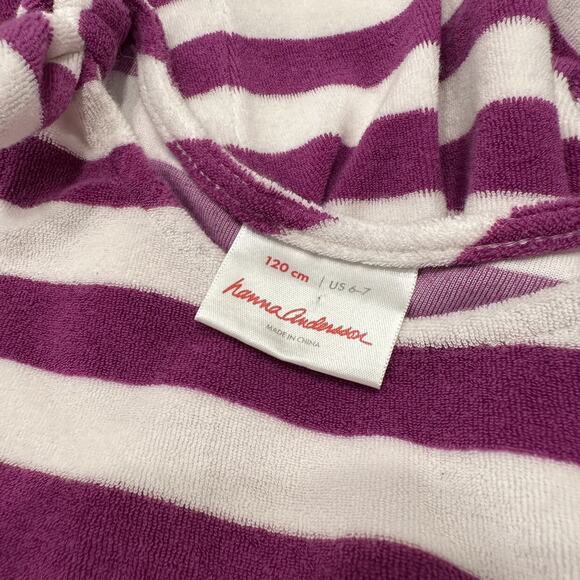 120 cm | US 6-7
hanna andersson
MADE IN CHINA